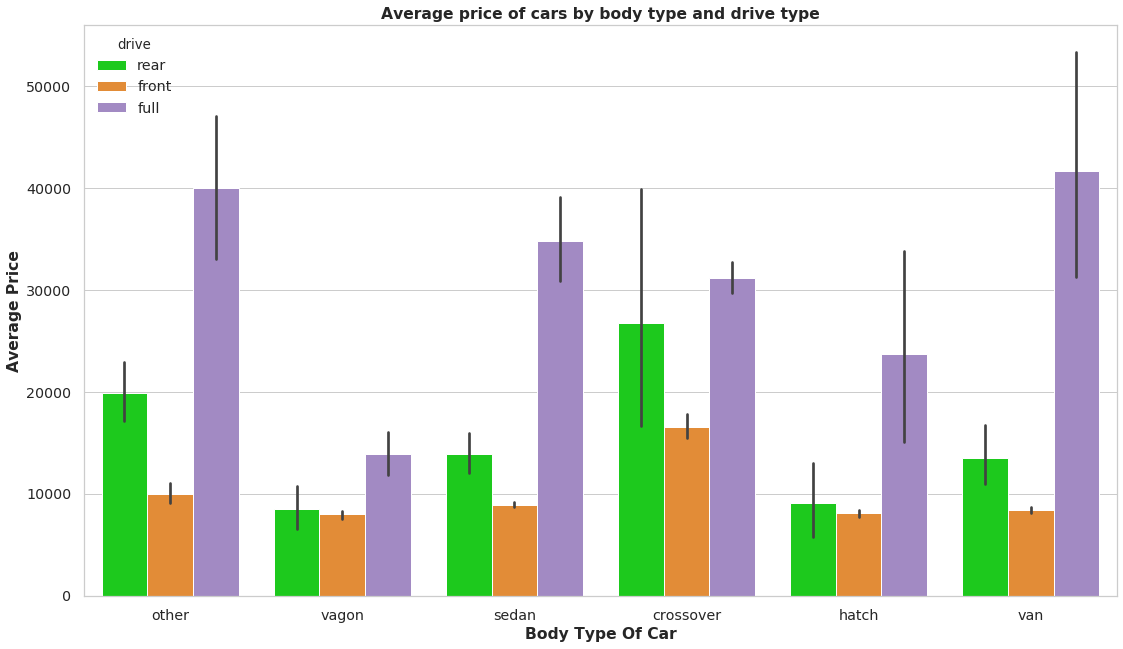 Average price of cars by body type and drive type
drive
rear
front
full
50000
40000
30000
20000
10000
0
Average Price
other vagon sedan crossover hatch van
Body Type Of Car